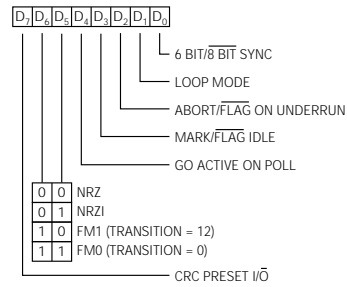 D₇ D₆ D₅ D₄ D₃ D₂ D₁ D₀
6 BIT/8 BIT SYNC
LOOP MODE
ABORT/FLAG ON UNDERRUN
MARK/FLAG IDLE
GO ACTIVE ON POLL
0 0 NRZ
0 1 NRZI
1 0 FM1 (TRANSITION = 12)
1 1 FM0 (TRANSITION = 0)
CRC PRESET I/O